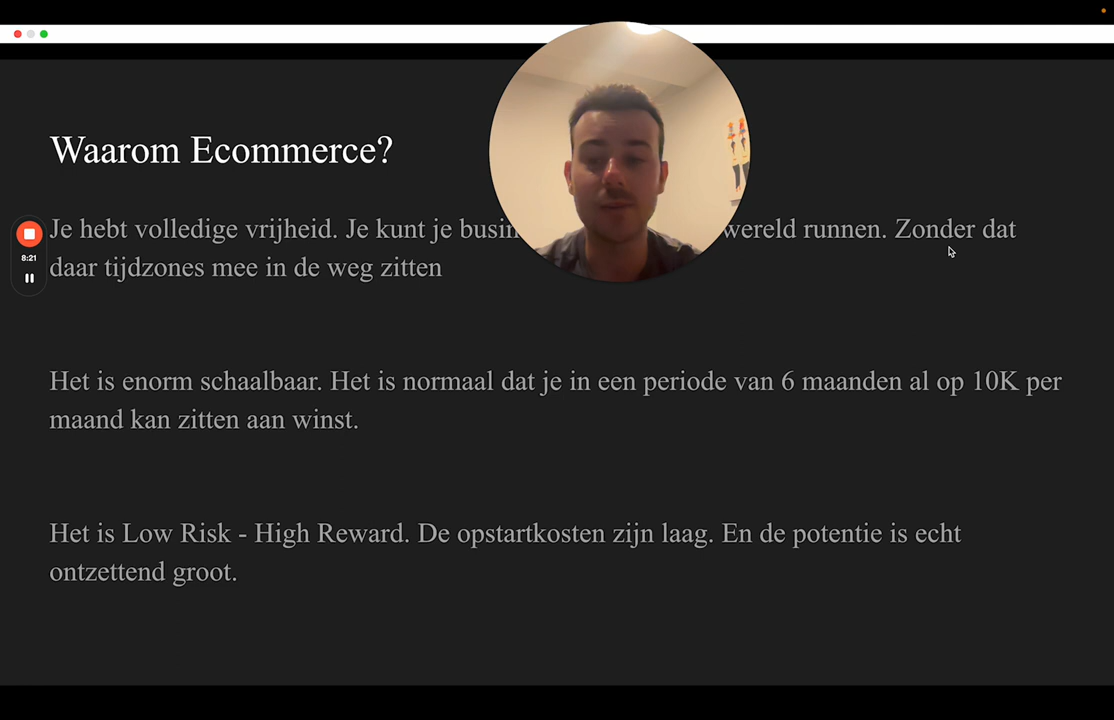 Waarom Ecommerce?
Je hebt volledige vrijheid. Je kunt je wereld runnen. Zonder dat
8:21
daar tijdzones mee in de weg zitten
Het is enorm schaalbaar. Het is normaal dat je in een periode van 6 maanden al op 10K per
maand kan zitten aan winst.
Het is Low Risk - High Reward. De opstartkosten zijn laag. En de potentie is echt
ontzettend groot.